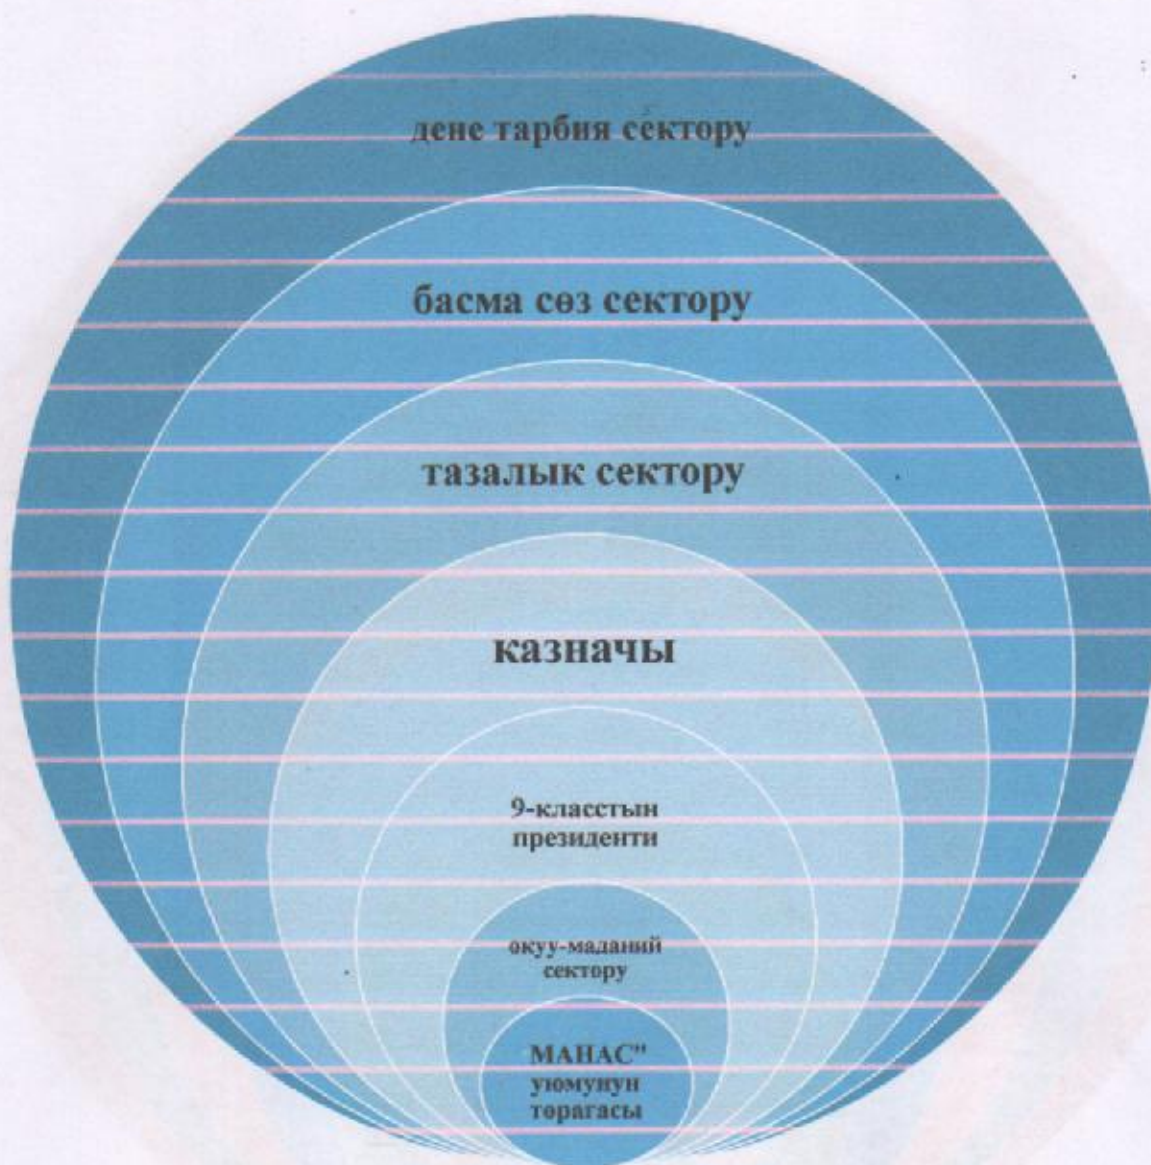 дене тарбия сектору
басма сөз сектору
тазалык сектору
казначы
9-класстын
президенти
окуу-маданий
сектору
МАНАС"
уюмунун
төрагасы